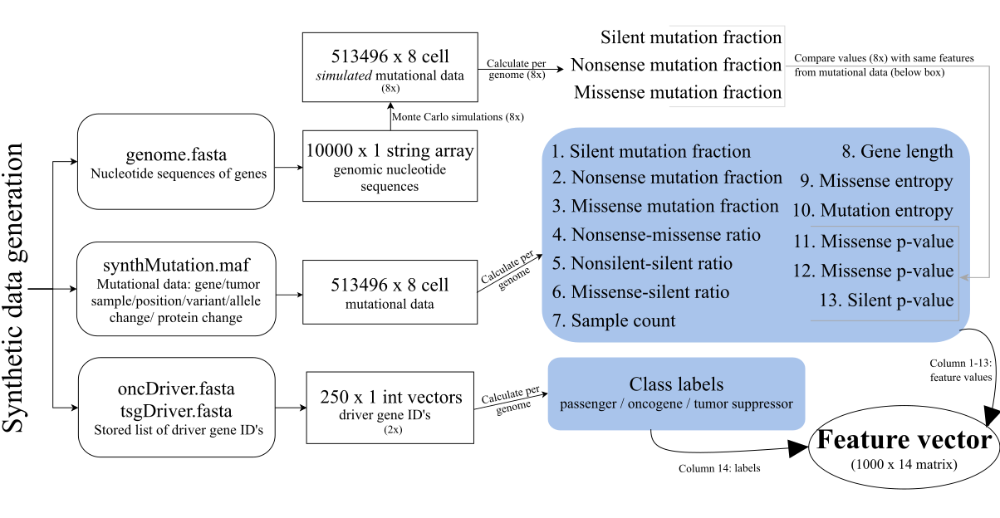 Synthetic data generation
genome.fasta
Nucleotide sequences of genes
synthMutation.maf
Mutational data: gene/tumor
sample/position/variant/allele
change/ protein change
oncDriver.fasta
tsgDriver.fasta
Stored list of driver gene ID's
513496 x 8 cell
simulated mutational data
(8x)
Monte Carlo simulations (8x)
10000 x 1 string array
genomic nucleotide
sequences
513496 x 8 cell
mutational data
250 x 1 int vectors
driver gene ID's
(2x)
Calculate per
genome (8x)
Silent mutation fraction
Nonsense mutation fraction
Missense mutation fraction
Compare values (8x) with same features
from mutational data (below box)
Calculate per
genome
1. Silent mutation fraction
2. Nonsense mutation fraction
3. Missense mutation fraction
4. Nonsense-missense ratio
5. Nonsilent-silent ratio
6. Missense-silent ratio
7. Sample count
8. Gene length
9. Missense entropy
10. Mutation entropy
11. Missense p-value
12. Missense p-value
13. Silent p-value
Calculate per
genome
Class labels
passenger / oncogene / tumor suppressor
Column 1-13:
feature values
Column 14: labels
Feature vector
(1000 x 14 matrix)